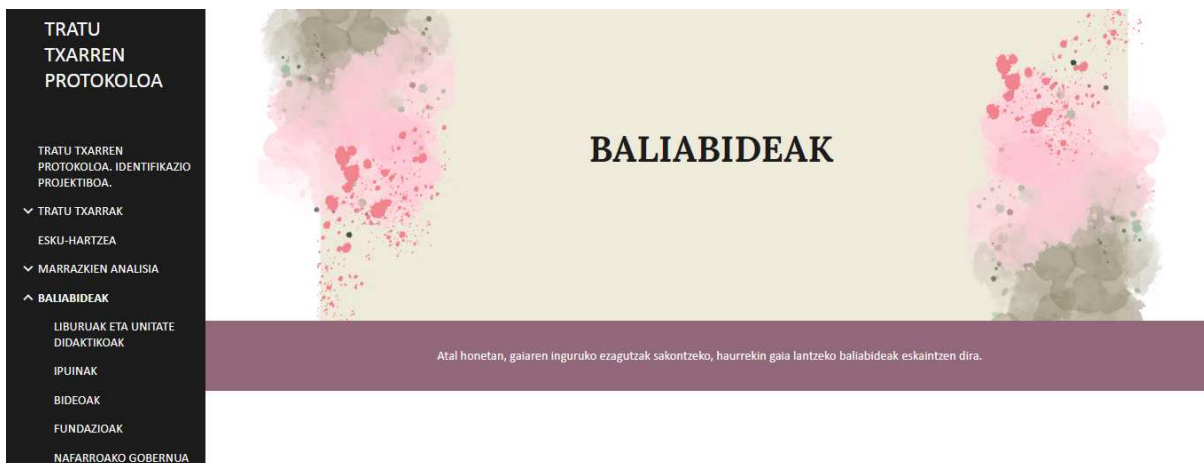 TRATU
TXARREN
PROTOKOLOA
TRATU TXARREN
PROTOKOLOA. IDENTIFIKAZIO
PROJEKTIBOA.
TRATU TXARRAK
ESKU-HARTZEA
MARRAZKIEN ANALISIA
BALIABIDEAK
LIBURUAK ETA UNITATE
DIDAKTIKOAK
IPUINAK
BIDEOAK
FUNDAZIOAK
NAFARROAKO GOBERNUA
BALIABIDEAK
Atal honetan, gaiaren inguruko ezagutzak sakontzeko, haurrekin gaia lantzeko baliabideak eskaintzen dira.